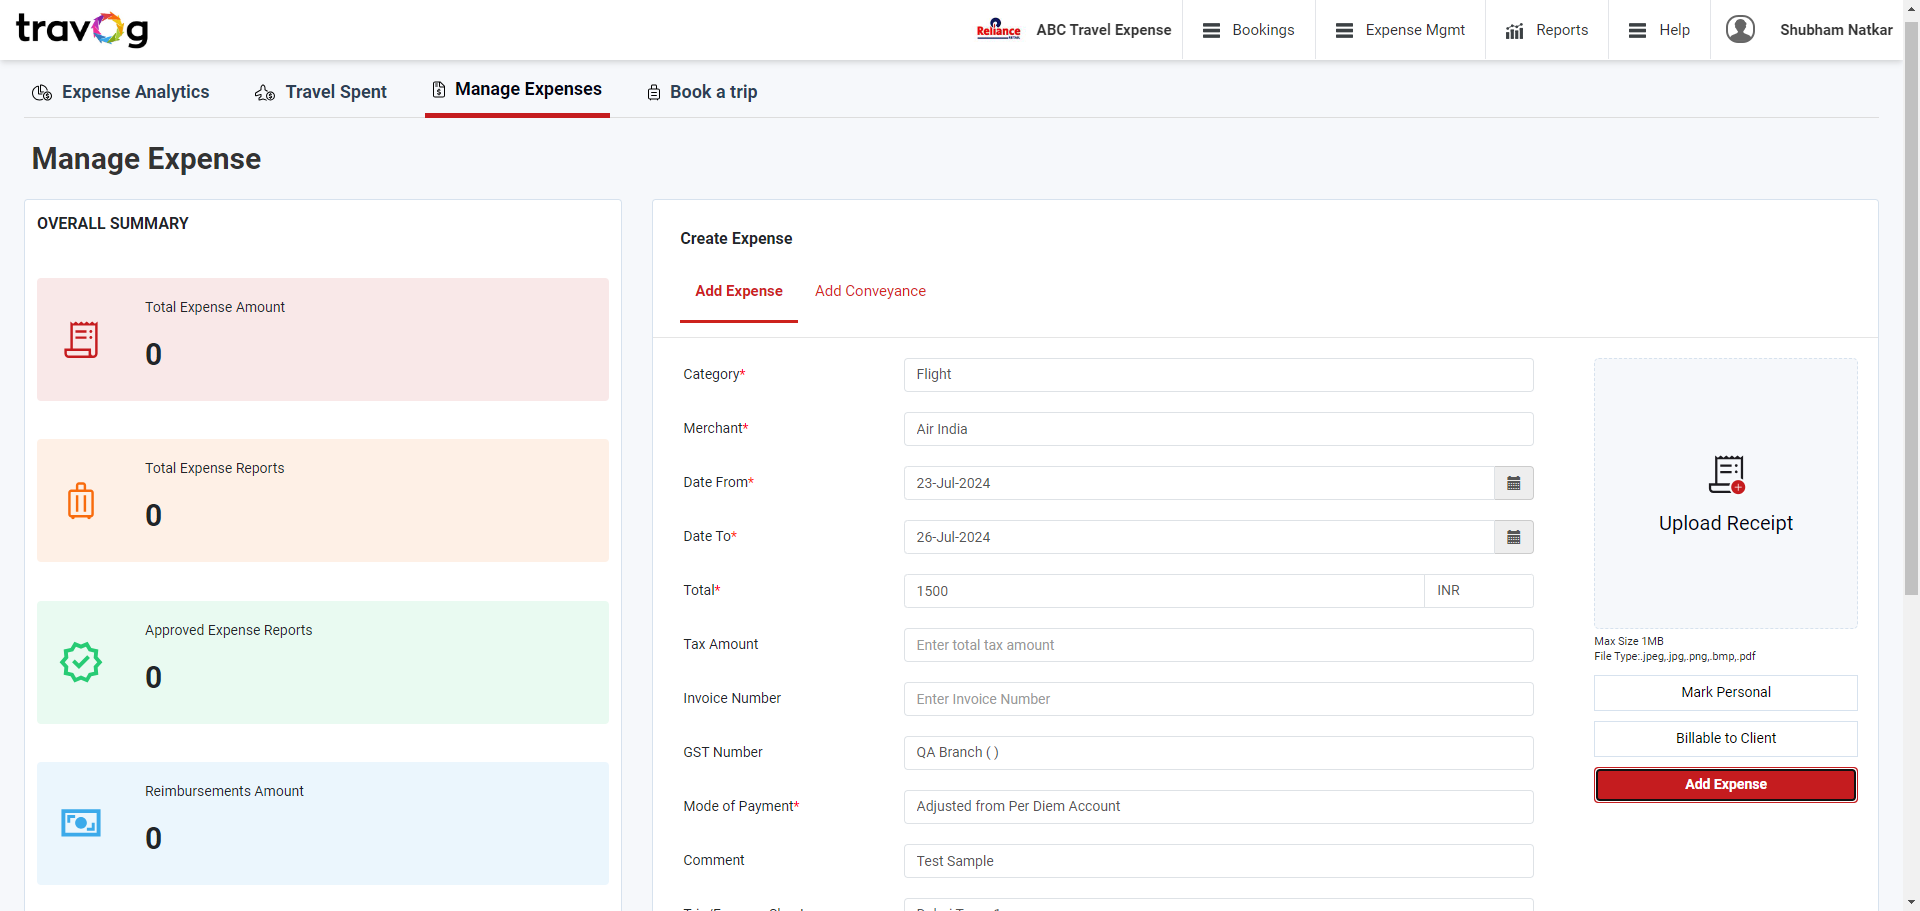 travog
Reliance
ABC Travel Expense
Bookings
Expense Mgmt
Reports
Help
Shubham Natkar
Expense Analytics
Travel Spent
Manage Expenses
Book a trip
Manage Expense
OVERALL SUMMARY
Total Expense Amount
0
Total Expense Reports
0
Approved Expense Reports
0
Reimbursements Amount
0
Create Expense
Add Expense
Add Conveyance
Category*
Flight
Merchant*
Air India
Date From*
23-Jul-2024
Date To*
26-Jul-2024
Total*
1500
INR
Tax Amount
Enter total tax amount
Invoice Number
Enter Invoice Number
GST Number
QA Branch ( )
Mode of Payment*
Adjusted from Per Diem Account
Comment
Test Sample
Upload Receipt
Max Size 1MB
File Type:.jpeg,.jpg,.png,.bmp,.pdf
Mark Personal
Billable to Client
Add Expense